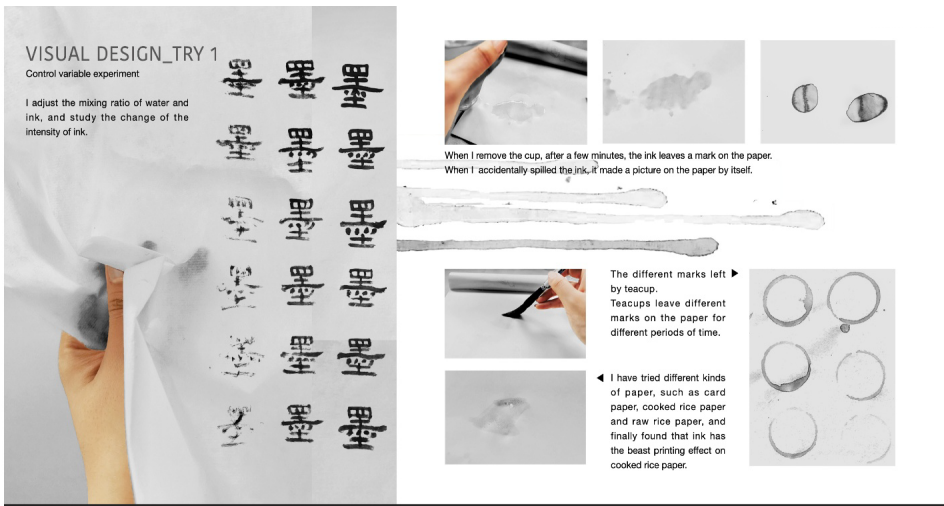 VISUAL DESIGN_TRY 1
Control variable experiment
I adjust the mixing ratio of water and
ink, and study the change of the
intensity of ink.
墨 墨 墨
墨 墨 墨
墨 墨 墨
墨 墨 墨
墨 墨 墨
墨 墨 墨
When I remove the cup, after a few minutes, the ink leaves a mark on the paper.
When I accidentally spilled the ink, it made a picture on the paper by itself.
The different marks left
by teacup.
Teacups leave different
marks on the paper for
different periods of time.
I have tried different kinds
of paper, such as card
paper, cooked rice paper
and raw rice paper, and
finally found that ink has
the beast printing effect on
cooked rice paper.